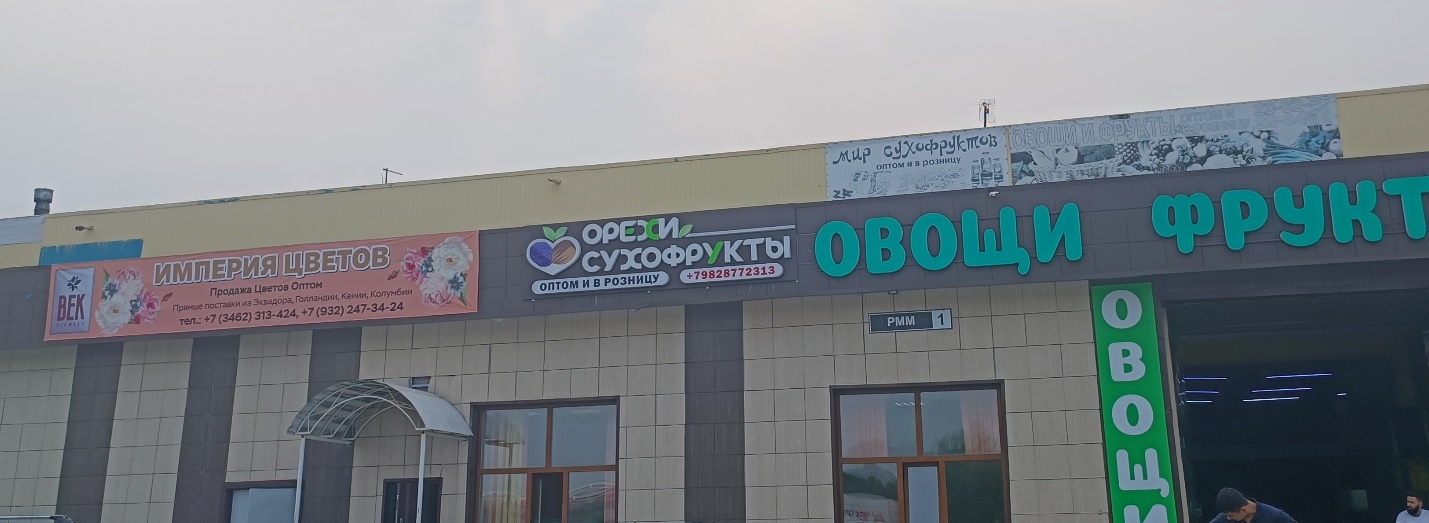 ВЕК
ИМПЕРИЯ ЦВЕТОВ
Продажа Цветов Оптом
Прямые поставки из Эквадора, Голландии, Кении, Колумбии
тел.: +7 (3462) 313-424, +7 (932) 247-34-24
ОРЕХИ
СУХОФРУКТЫ
ОПТОМ И В РОЗНИЦУ
+79828772313
мир сухофруктов
оптом и в розницу
ОВОЩИ И ФРУКТЫ
ОПТОМ И
ОВОЩИ ФРУКТ
РММ 1
ОВОЩИ